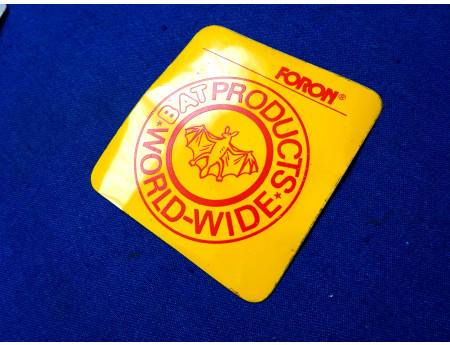 FORON®
BAT PRODUCTS
★ WORLD-WIDE ★